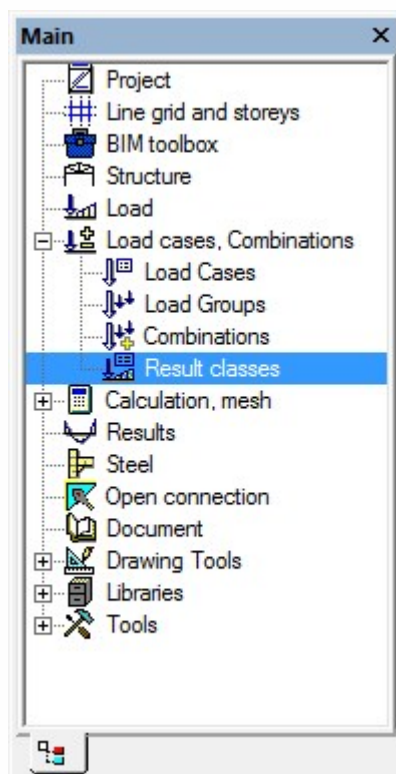 Main
Project
Line grid and storeys
BIM toolbox
Structure
Load
Load cases, Combinations
Load Cases
Load Groups
Combinations
Result classes
Calculation, mesh
Results
Steel
Open connection
Document
Drawing Tools
Libraries
Tools